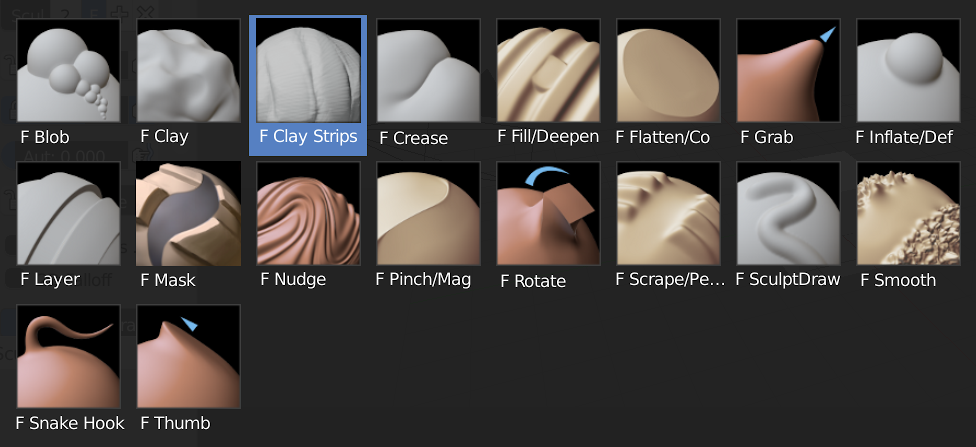 F Blob
F Clay
F Clay Strips
F Crease
F Fill/Deepen
F Flatten/Co
F Grab
F Inflate/Def
F Layer
F Mask
F Nudge
F Pinch/Mag
F Rotate
F Scrape/Pe...
F SculptDraw
F Smooth
F Snake Hook
F Thumb